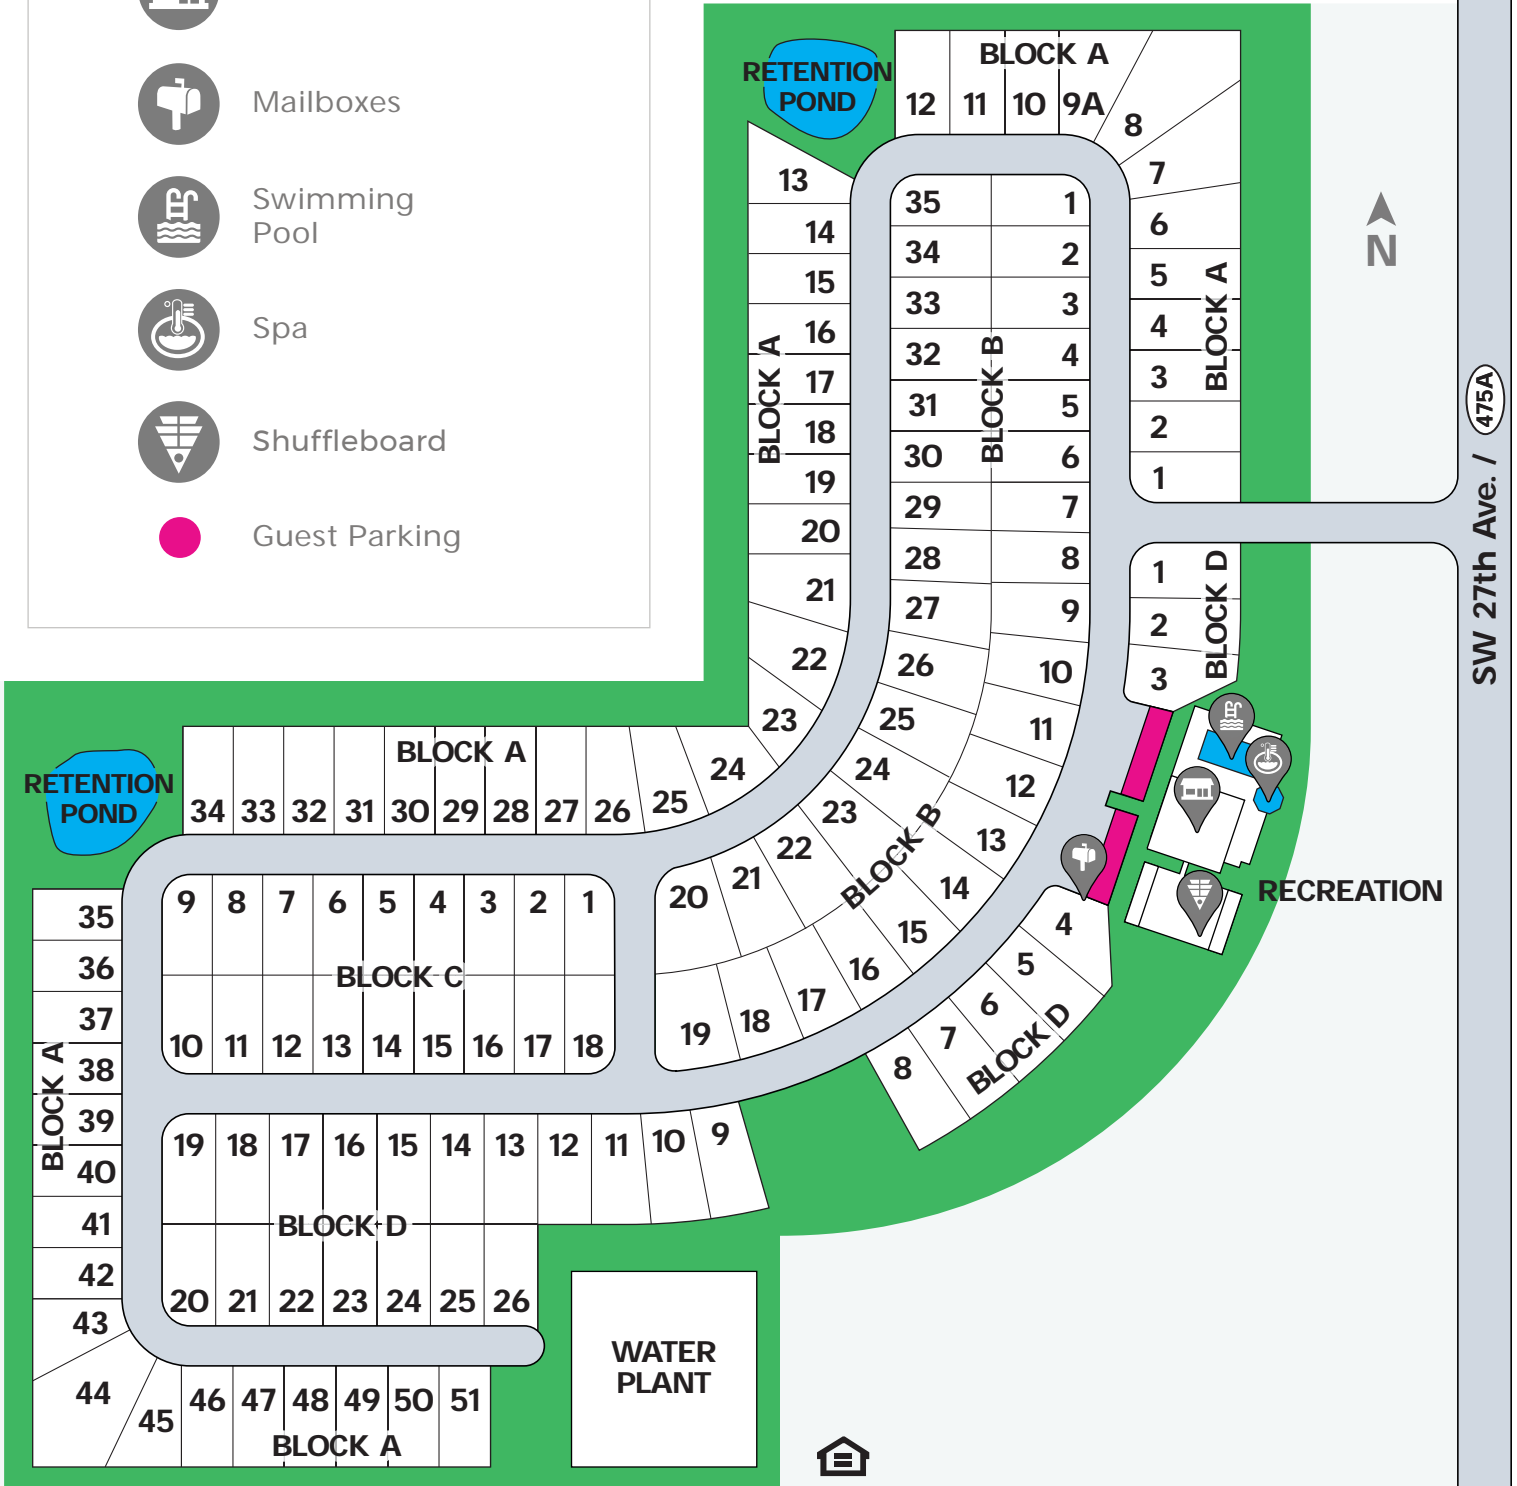 Mailboxes
Swimming
Pool
Spa
Shuffleboard
Guest Parking
RETENTION
POND
BLOCK A
12 11 10 9A 8
7
6
5
4
3
2
1
BLOCK A
N
475A
SW 27th Ave. /
13
14
15
16
17
18
19
20
21
22
23
24
25
BLOCK A
35 1
34 2
33 3
32 4
31 5
30 6
29 7
28 8
27 9
26 10
25 11
24 12
23 13
22 14
21 15
20 16
19 18 17
BLOCK B
BLOCK B
1
2
3
BLOCK D
RECREATION
4
5
6
7
8
BLOCK D
BLOCK A
34 33 32 31 30 29 28 27 26
RETENTION
POND
9 8 7 6 5 4 3 2 1
BLOCK C
10 11 12 13 14 15 16 17 18
35
36
37
38
39
40
41
42
43
44
45
BLOCK A
19 18 17 16 15 14 13 12 11 10 9
BLOCK D
20 21 22 23 24 25 26
46 47 48 49 50 51
BLOCK A
WATER
PLANT